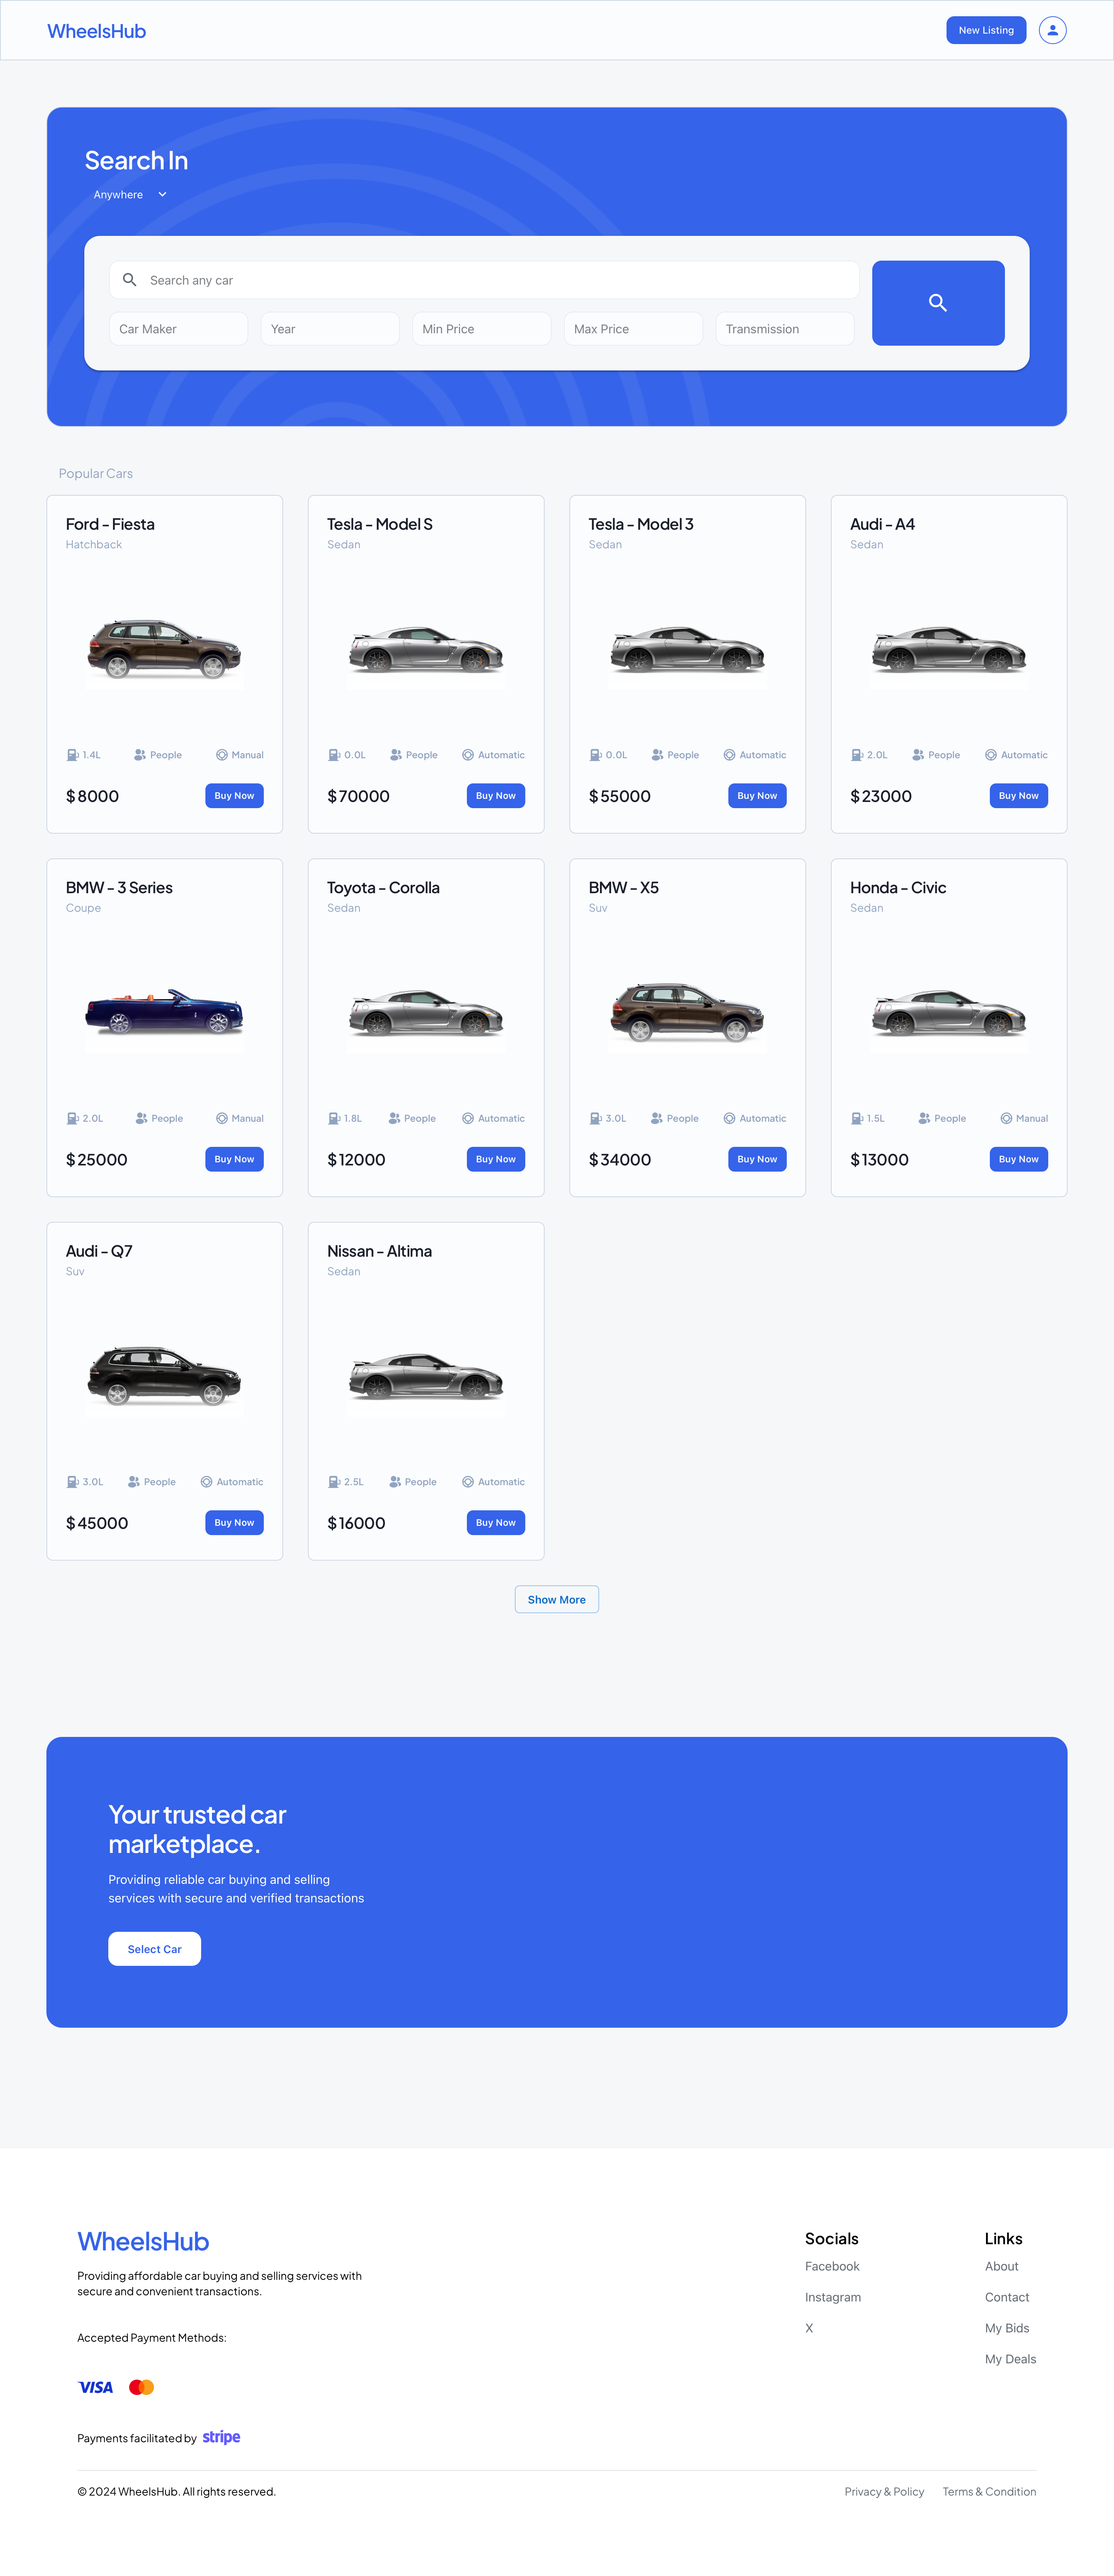 WheelsHub
New Listing
Search In
Anywhere
Search any car
Car Maker
Year
Min Price
Max Price
Transmission
Popular Cars
Ford - Fiesta
Hatchback
1.4L
People
Manual
$ 8000
Buy Now
Tesla - Model S
Sedan
0.0L
People
Automatic
$ 70000
Buy Now
Tesla - Model 3
Sedan
0.0L
People
Automatic
$ 55000
Buy Now
Audi - A4
Sedan
2.0L
People
Automatic
$ 23000
Buy Now
BMW - 3 Series
Coupe
2.0L
People
Manual
$ 25000
Buy Now
Toyota - Corolla
Sedan
1.8L
People
Automatic
$ 12000
Buy Now
BMW - X5
Suv
3.0L
People
Automatic
$ 34000
Buy Now
Honda - Civic
Sedan
1.5L
People
Manual
$ 13000
Buy Now
Audi - Q7
Suv
3.0L
People
Automatic
$ 45000
Buy Now
Nissan - Altima
Sedan
2.5L
People
Automatic
$ 16000
Buy Now
Show More
Your trusted car
marketplace.
Providing reliable car buying and selling
services with secure and verified transactions
Select Car
WheelsHub
Providing affordable car buying and selling services with
secure and convenient transactions.
Accepted Payment Methods:
VISA
Payments facilitated by stripe
Socials
Facebook
Instagram
X
Links
About
Contact
My Bids
My Deals
© 2024 WheelsHub. All rights reserved.
Privacy & Policy
Terms & Condition